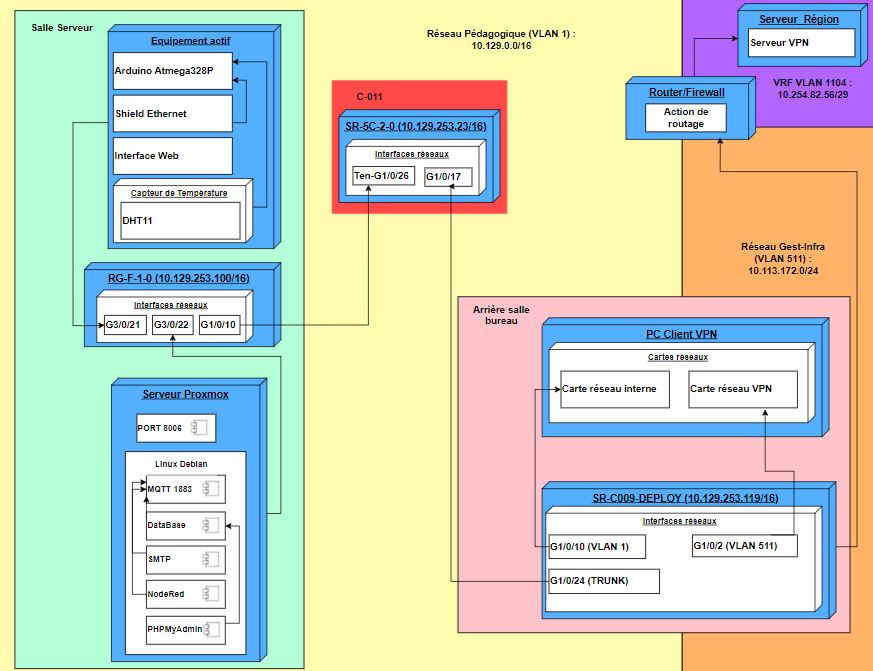 Salle Serveur
Equipement actif
Arduino Atmega328P
Shield Ethernet
Interface Web
Capteur de Température
DHT11
RG-F-1-0 (10.129.253.100/16)
Interfaces réseaux
G3/0/21
G3/0/22
G1/0/10
Serveur Proxmox
PORT 8006
Linux Debian
MQTT 1883
DataBase
SMTP
NodeRed
PHPMyAdmin
Réseau Pédagogique (VLAN 1) :
10.129.0.0/16
C-011
SR-5C-2-0 (10.129.253.23/16)
Interfaces réseaux
Ten-G1/0/26
G1/0/17
Serveur_Région
Serveur VPN
VRF VLAN 1104 :
10.254.82.56/29
Router/Firewall
Action de
routage
Réseau Gest-Infra
(VLAN 511) :
10.113.172.0/24
Arrière salle
bureau
PC Client VPN
Cartes réseaux
Carte réseau interne
Carte réseau VPN
SR-C009-DEPLOY (10.129.253.119/16)
Interfaces réseaux
G1/0/10 (VLAN 1)
G1/0/2 (VLAN 511)
G1/0/24 (TRUNK)